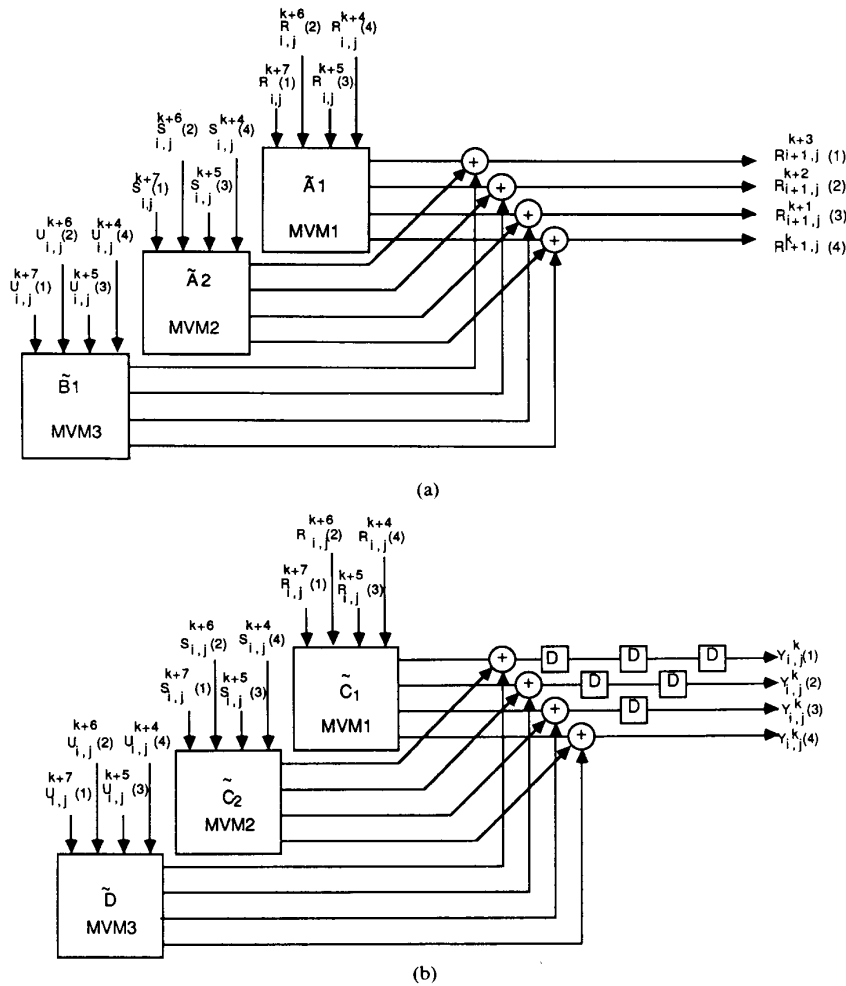 k+6 k+4
R i,j (2) R i,j (4)
k+7 k+5
R i,j (1) R i,j (3)
k+6 k+4
S i,j (2) S i,j (4)
k+7 k+5
S i,j (1) S i,j (3)
k+6 k+4
U i,j (2) U i,j (4)
k+7 k+5
U i,j (1) U i,j (3)
Ã1
MVM1
Ã2
MVM2
B̃1
MVM3
+
+
+
+
k+3
R i+1,j (1)
k+2
R i+1,j (2)
k+1
R i+1,j (3)
k
R i+1,j (4)
(a)
k+6 k+4
R i,j (2) R i,j (4)
k+7 k+5
R i,j (1) R i,j (3)
k+6 k+4
S i,j (2) S i,j (4)
k+7 k+5
S i,j (1) S i,j (3)
k+6 k+4
U i,j (2) U i,j (4)
k+7 k+5
U i,j (1) U i,j (3)
C̃1
MVM1
C̃2
MVM2
D̃
MVM3
+ D D D Y k i,j (1)
+ D D Y k i,j (2)
+ D Y k i,j (3)
+ Y k i,j (4)
(b)